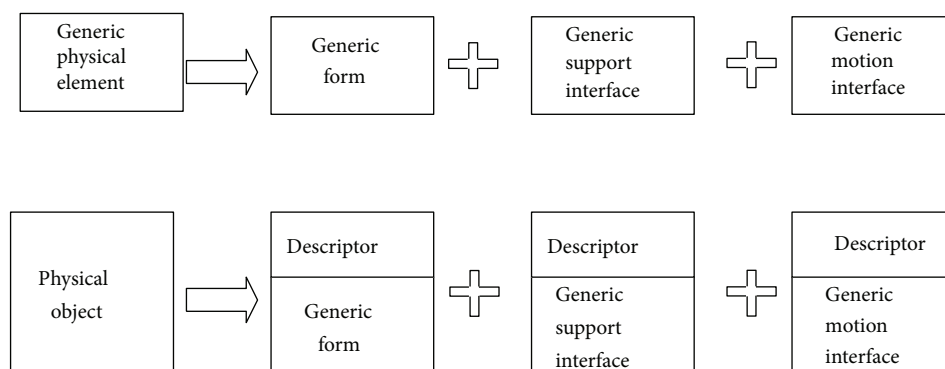 Generic
physical
element
Generic
form
Generic
support
interface
Generic
motion
interface
Physical
object
Descriptor
Generic
form
Descriptor
Generic
support
interface
Descriptor
Generic
motion
interface